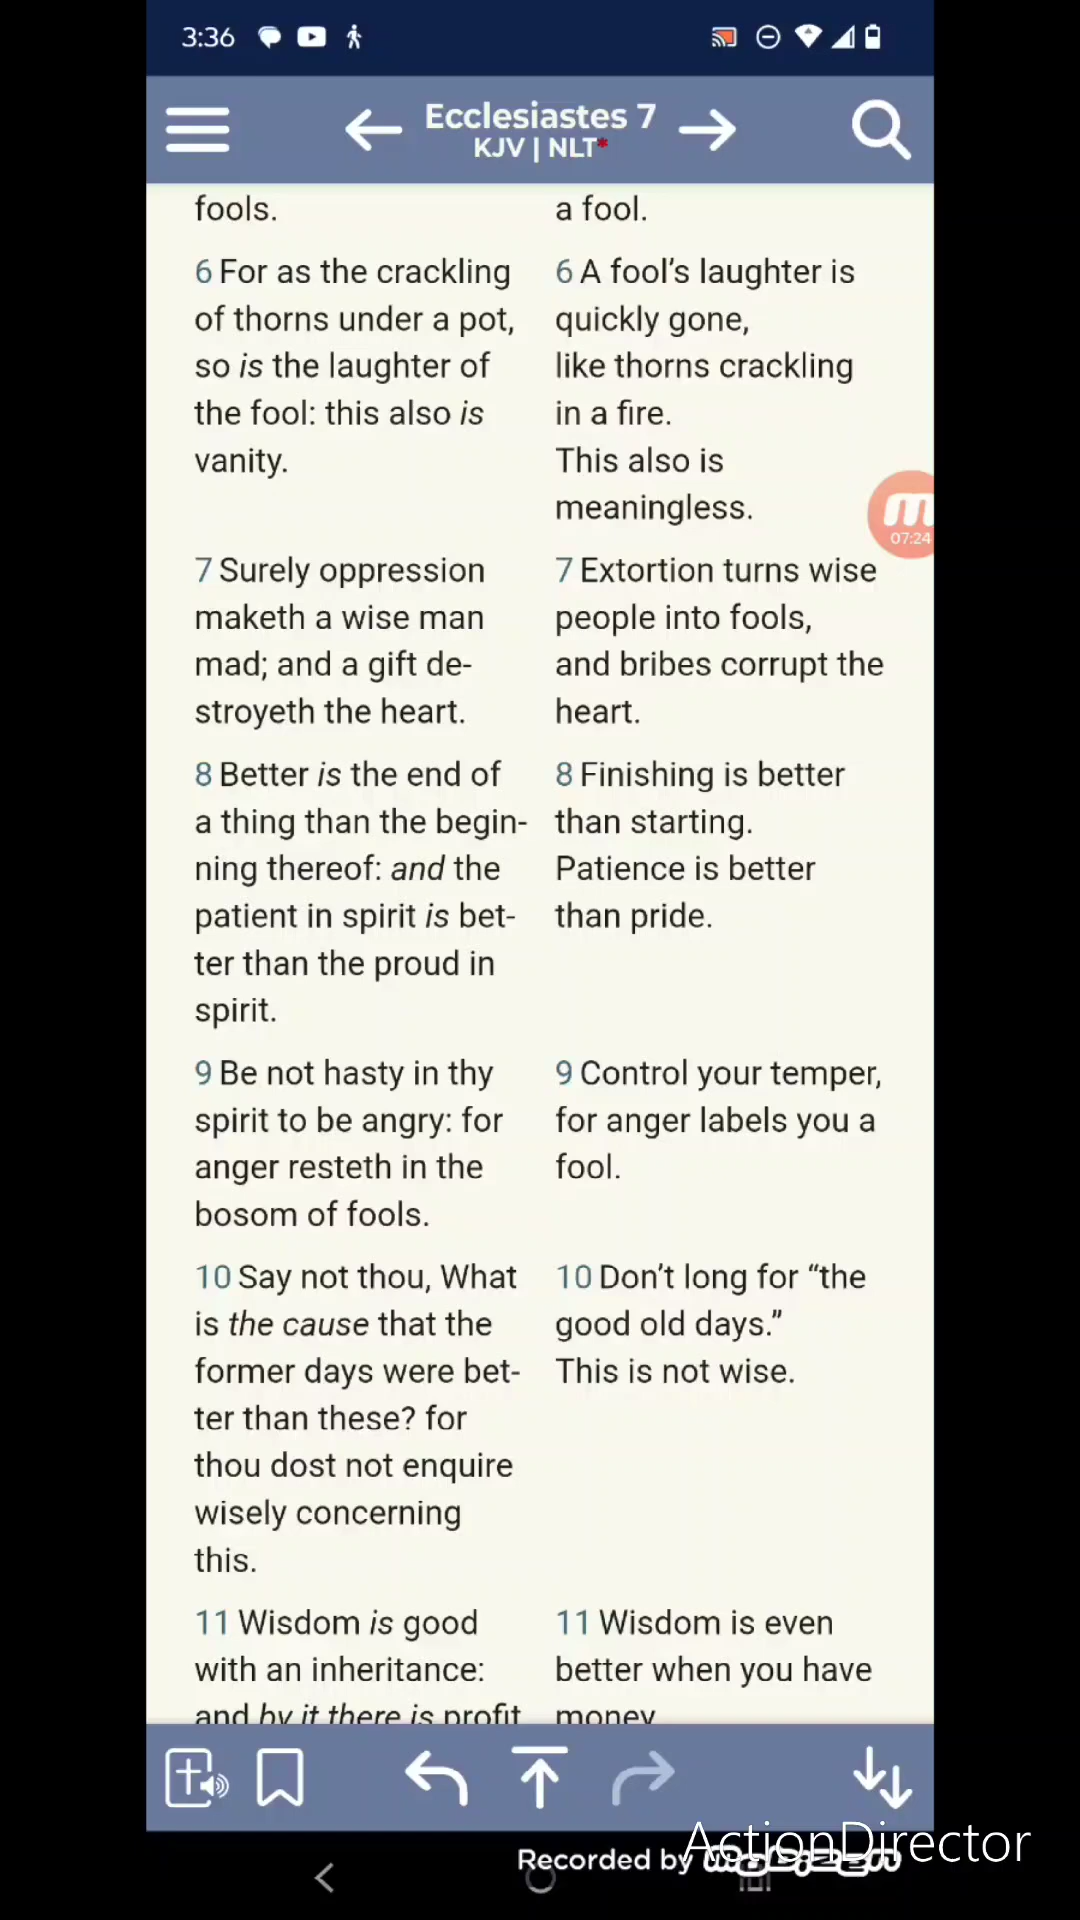 3:36
Ecclesiastes 7
KJV | NLT*
fools.
6 For as the crackling
of thorns under a pot,
so is the laughter of
the fool: this also is
vanity.
7 Surely oppression
maketh a wise man
mad; and a gift de-
stroyeth the heart.
8 Better is the end of
a thing than the begin-
ning thereof: and the
patient in spirit is bet-
ter than the proud in
spirit.
9 Be not hasty in thy
spirit to be angry: for
anger resteth in the
bosom of fools.
10 Say not thou, What
is the cause that the
former days were bet-
ter than these? for
thou dost not enquire
wisely concerning
this.
11 Wisdom is good
with an inheritance:
and by it there is profit
a fool.
6 A fool’s laughter is
quickly gone,
like thorns crackling
in a fire.
This also is
meaningless.
7 Extortion turns wise
people into fools,
and bribes corrupt the
heart.
8 Finishing is better
than starting.
Patience is better
than pride.
9 Control your temper,
for anger labels you a
fool.
10 Don’t long for “the
good old days.”
This is not wise.
11 Wisdom is even
better when you have
money
m
07:24
ActionDirector
Recorded by